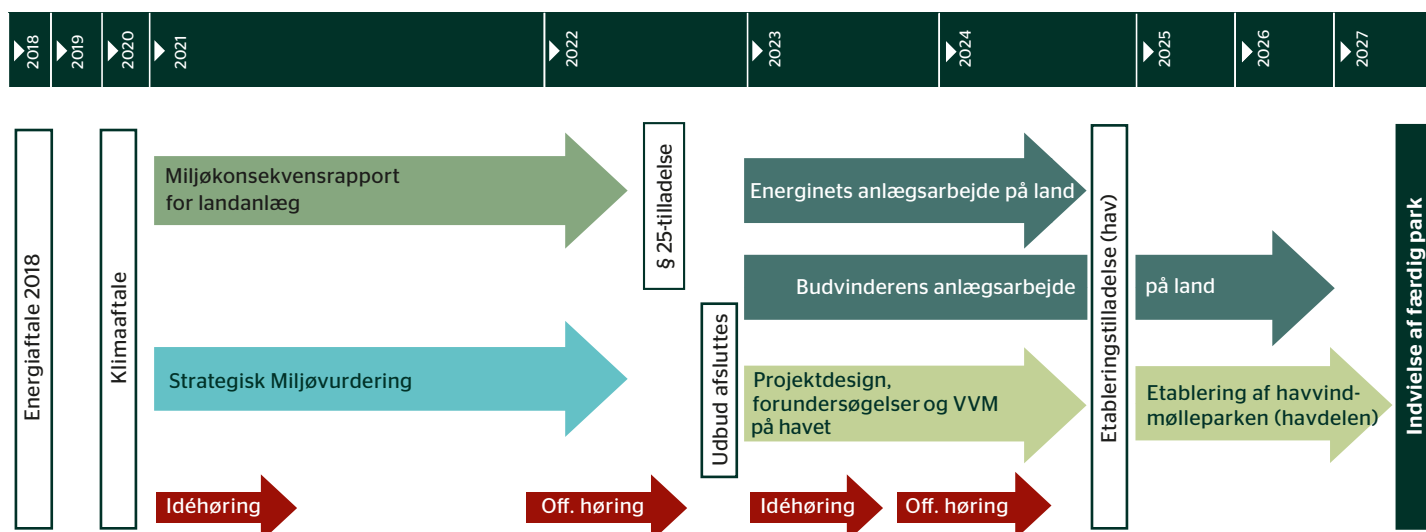 2018
2019
2020
2021
2022
2023
2024
2025
2026
2027
Energiaftale 2018
Klimaaftale
Miljøkonsekvensrapport
for landanlæg
§ 25-tilladelse
Strategisk Miljøvurdering
Udbud afsluttes
Energinets anlægsarbejde på land
Budvinderens anlægsarbejde
på land
Projektdesign,
forundersøgelser og VVM
på havet
Etableringstilladelse (hav)
Etablering af havvind-
mølleparken (havdelen)
Indvielse af færdig park
Idéhøring
Off. høring
Idéhøring
Off. høring